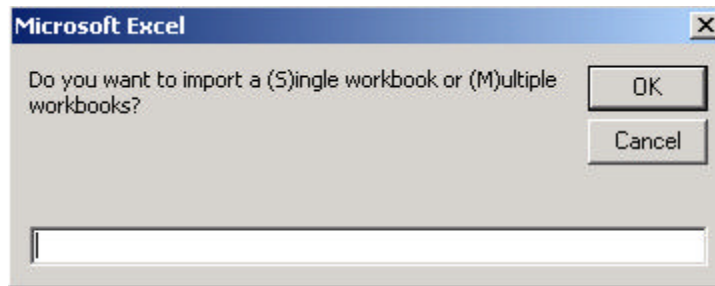 Microsoft Excel
Do you want to import a (S)ingle workbook or (M)ultiple
workbooks?
OK
Cancel